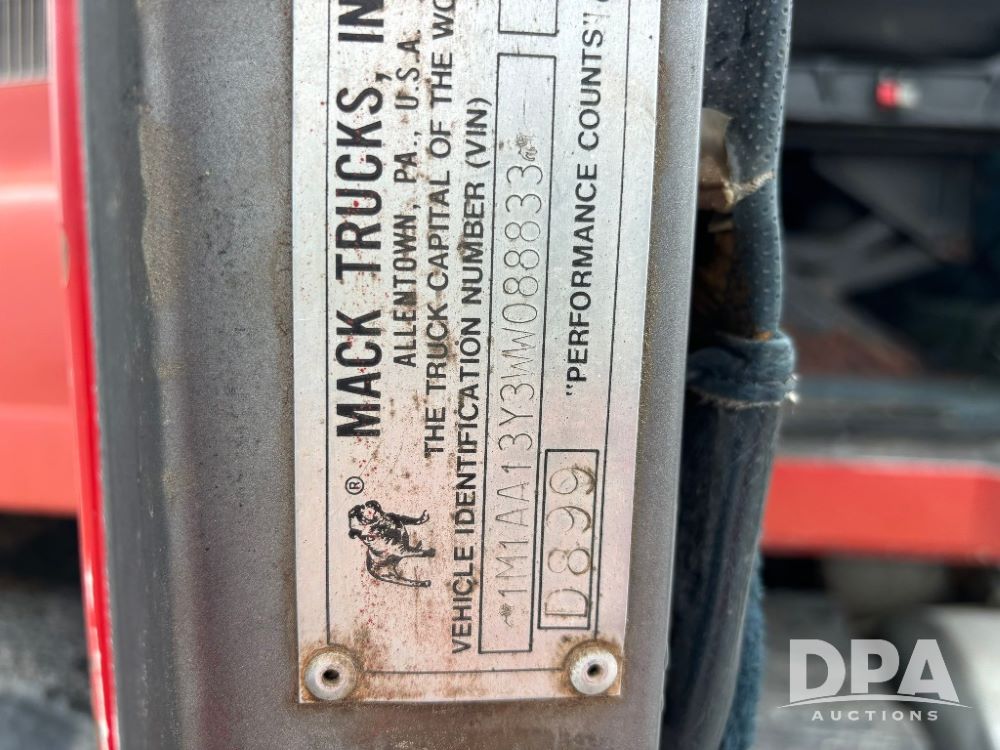 MACK TRUCKS, IN
ALLENTOWN, PA., U.S.A.
THE TRUCK CAPITAL OF THE WO
VEHICLE IDENTIFICATION NUMBER (VIN)
1M1AA13Y3WW088833
D899
"PERFORMANCE COUNTS"
®
DPA
AUCTIONS